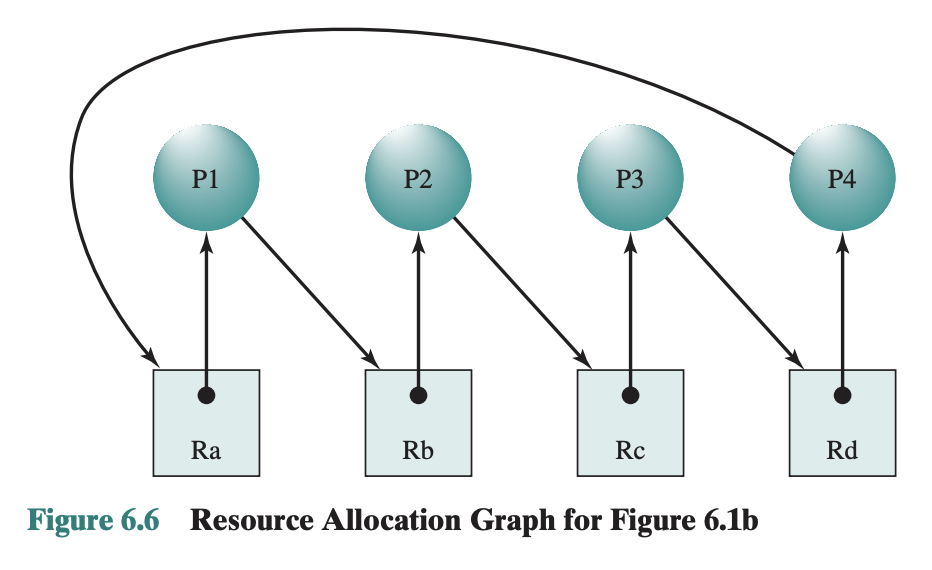 P1 P2 P3 P4
Ra Rb Rc Rd
Figure 6.6 Resource Allocation Graph for Figure 6.1b